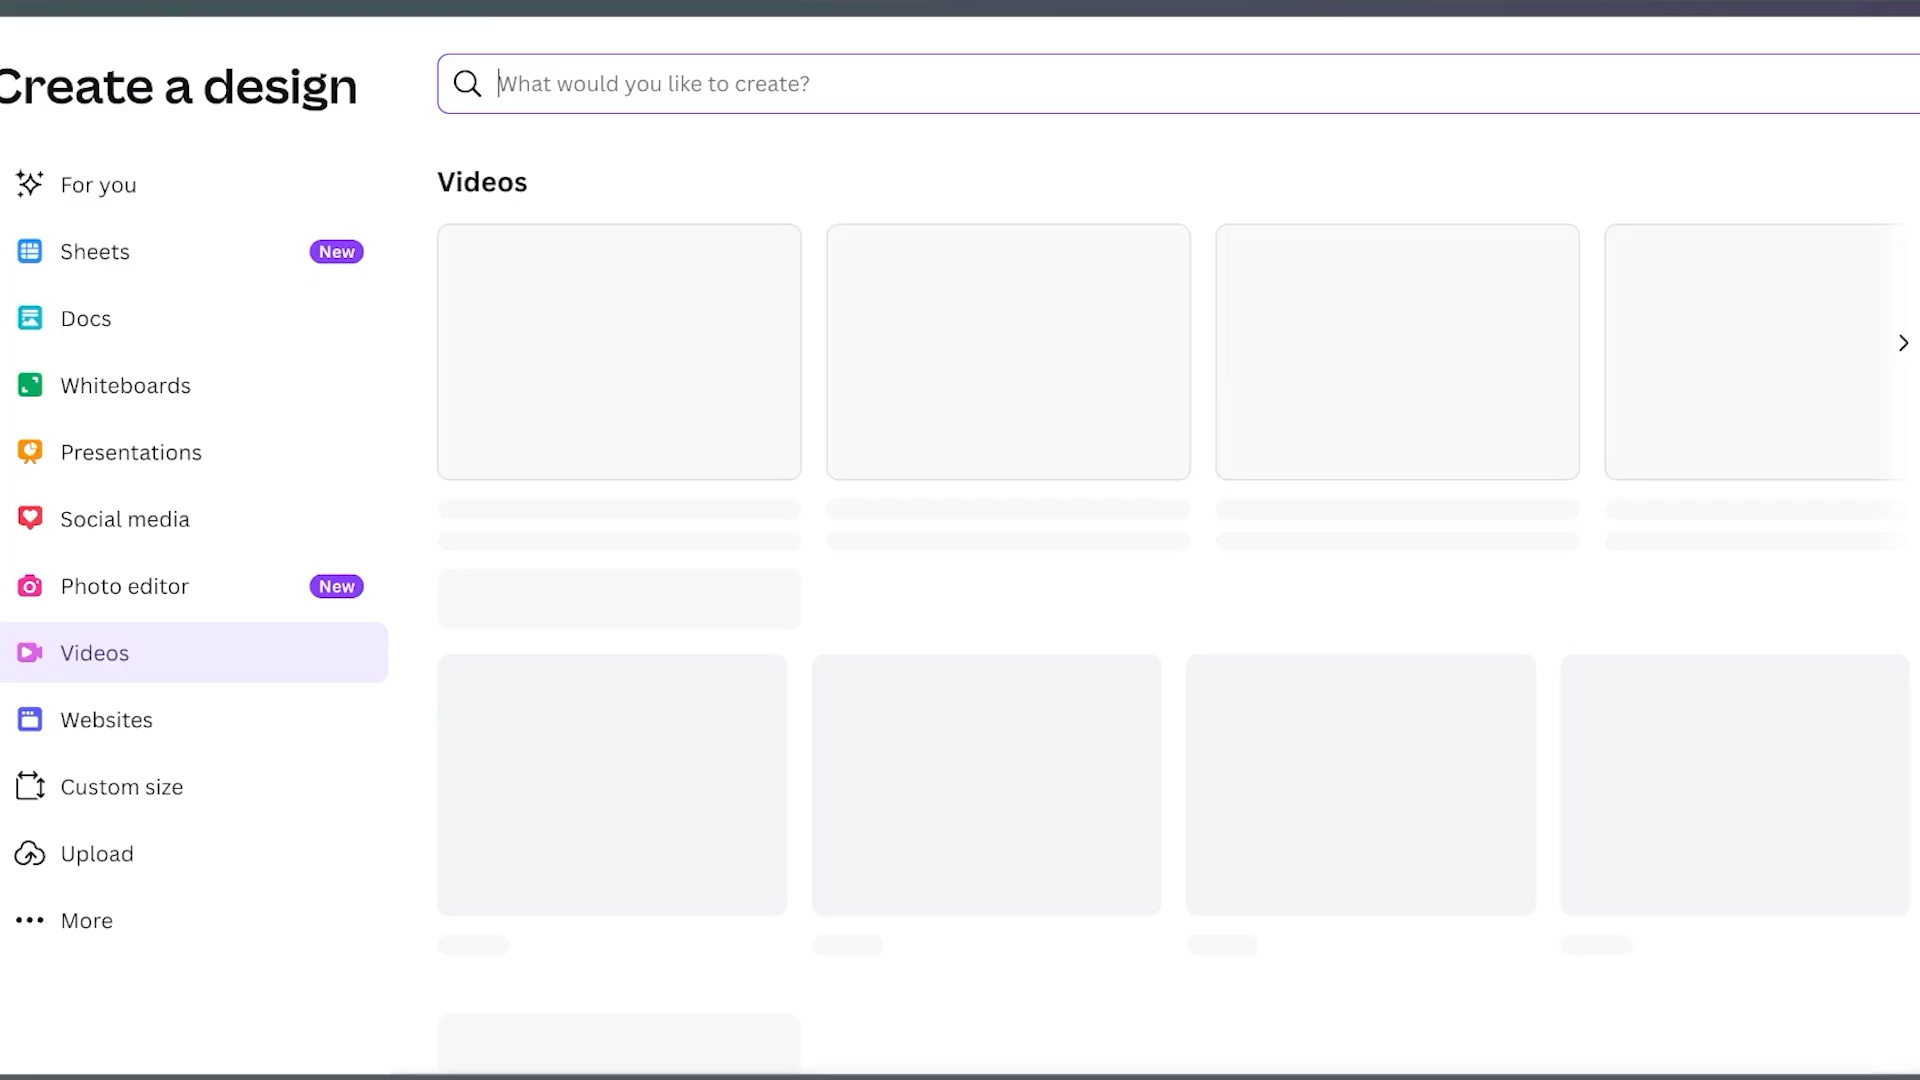 Create a design
What would you like to create?
For you
Sheets New
Docs
Whiteboards
Presentations
Social media
Photo editor New
Videos
Websites
Custom size
Upload
More
Videos